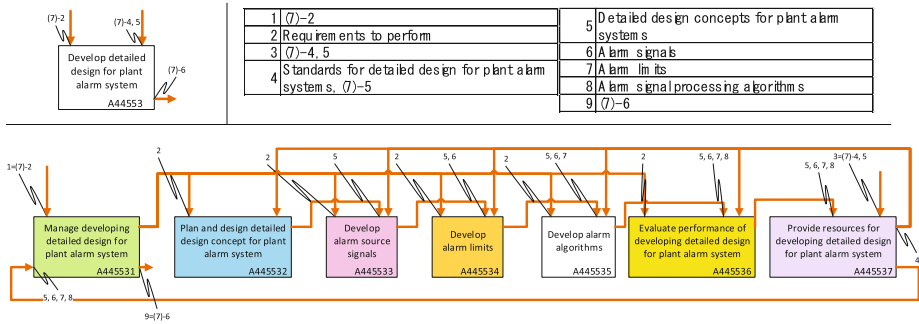 (7)-2
(7)-4, 5
Develop detailed
design for plant
alarm system
A44553
(7)-6
1 (7)-2
2 Requirements to perform
3 (7)-4, 5
4 Standards for detailed design for plant alarm
systems, (7)-5
5 Detailed design concepts for plant alarm
systems
6 Alarm signals
7 Alarm limits
8 Alarm signal processing algorithms
9 (7)-6
1=(7)-2
2
2
5
2
5, 6
2
5, 6, 7
2
5, 6, 7, 8
3=(7)-4, 5
5, 6, 7, 8
Manage developing
detailed design for
plant alarm system
A445531
Plan and design detailed
design concept for plant
alarm system
A445532
Develop
alarm source
signals
A445533
Develop
alarm limits
A445534
Develop alarm
algorithms
A445535
Evaluate performance of
developing detailed design
for plant alarm system
A445536
Provide resources for
developing detailed design
for plant alarm system
A445537
4
5, 6, 7, 8
9=(7)-6